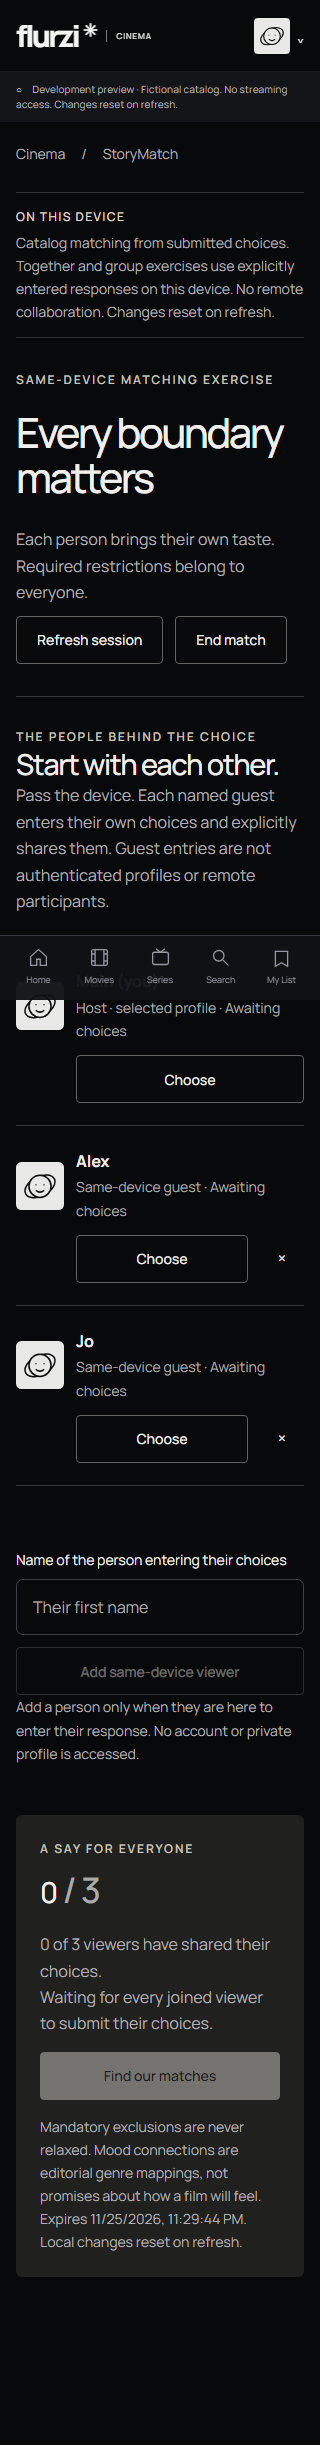 flurzi* | CINEMA
Development preview · Fictional catalog. No streaming
access. Changes reset on refresh.
Cinema / StoryMatch
ON THIS DEVICE
Catalog matching from submitted choices.
Together and group exercises use explicitly
entered responses on this device. No remote
collaboration. Changes reset on refresh.
SAME-DEVICE MATCHING EXERCISE
Every boundary
matters
Each person brings their own taste.
Required restrictions belong to
everyone.
Refresh session End match
THE PEOPLE BEHIND THE CHOICE
Start with each other.
Pass the device. Each named guest
enters their own choices and explicitly
shares them. Guest entries are not
authenticated profiles or remote
participants.
Home Movies Series Search My List
Host · selected profile · Awaiting
choices
Choose
Alex
Same-device guest · Awaiting
choices
Choose ×
Jo
Same-device guest · Awaiting
choices
Choose ×
Name of the person entering their choices
Their first name
Add same-device viewer
Add a person only when they are here to
enter their response. No account or private
profile is accessed.
A SAY FOR EVERYONE
0 / 3
0 of 3 viewers have shared their
choices.
Waiting for every joined viewer
to submit their choices.
Find our matches
Mandatory exclusions are never
relaxed. Mood connections are
editorial genre mappings, not
promises about how a film will feel.
Expires 11/25/2026, 11:29:44 PM.
Local changes reset on refresh.